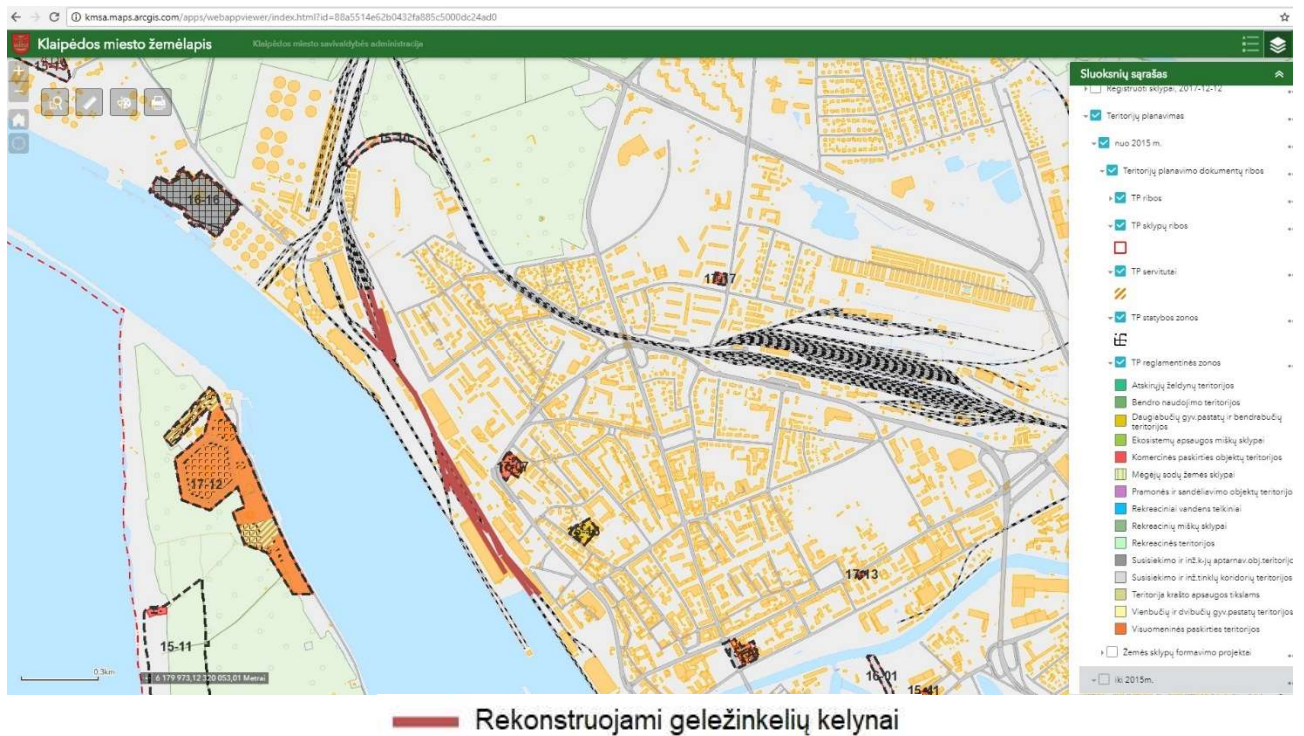 kmsa.maps.arcgis.com/apps/webappviewer/index.html?id=88a5514e62b0432fa885c5000dc24ad0
Klaipėdos miesto žemėlapis
Klaipėdos miesto savivaldybės administracija
Sluoksnių sąrašas
Registruoti sklypai, 2017-12-12
Teritorijų planavimas
nuo 2015 m.
Teritorijų planavimo dokumentų ribos
TP ribos
TP sklypų ribos
TP servitutai
TP statybos zonos
TP reglamentinės zonos
Atskirųjų želdynų teritorijos
Bendro naudojimo teritorijos
Daugiabučių gyv.pastatų ir bendrabučių
teritorijos
Ekosistemų apsaugos miškų sklypai
Komercinės paskirties objektų teritorijos
Mėgėjų sodų žemės sklypai
Pramonės ir sandėliavimo objektų teritorijo
Rekreaciniai vandens telkiniai
Rekreacinių miškų sklypai
Rekreacinės teritorijos
Susisiekimo ir inž.k-jų aptarnav.obj.teritorijo
Susisiekimo ir inž.tinklų koridorių teritorijos
Teritorija krašto apsaugos tikslams
Vienbučių ir dvibučių gyv.pastatų teritorijos
Visuomeninės paskirties teritorijos
Žemės sklypų formavimo projektai
iki 2015m.
16-16
17-12
17-13
15-11
16-01
15-41
0.3km
6 179 973,12 320 053,01 Metrai
Rekonstruojami geležinkelių kelynai